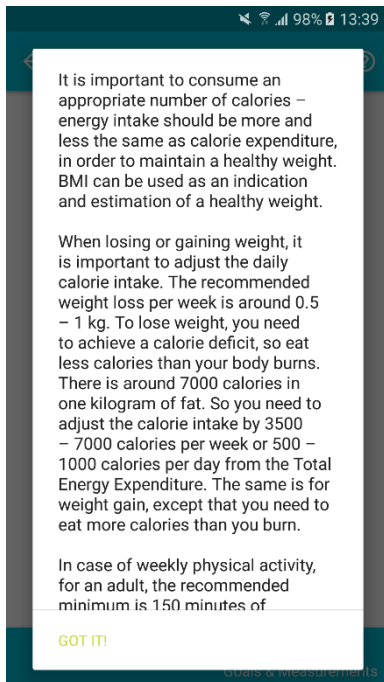 98% 13:39
It is important to consume an
appropriate number of calories –
energy intake should be more and
less the same as calorie expenditure,
in order to maintain a healthy weight.
BMI can be used as an indication
and estimation of a healthy weight.
When losing or gaining weight, it
is important to adjust the daily
calorie intake. The recommended
weight loss per week is around 0.5
– 1 kg. To lose weight, you need
to achieve a calorie deficit, so eat
less calories than your body burns.
There is around 7000 calories in
one kilogram of fat. So you need to
adjust the calorie intake by 3500
– 7000 calories per week or 500 –
1000 calories per day from the Total
Energy Expenditure. The same is for
weight gain, except that you need to
eat more calories than you burn.
In case of weekly physical activity,
for an adult, the recommended
minimum is 150 minutes of
GOT IT!
Goals & Measurements